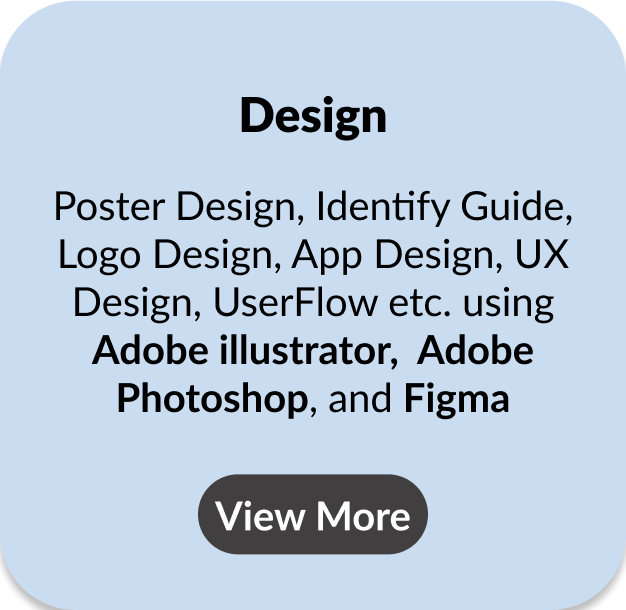 Design
Poster Design, Identify Guide,
Logo Design, App Design, UX
Design, UserFlow etc. using
Adobe illustrator,  Adobe
Photoshop, and Figma
View More